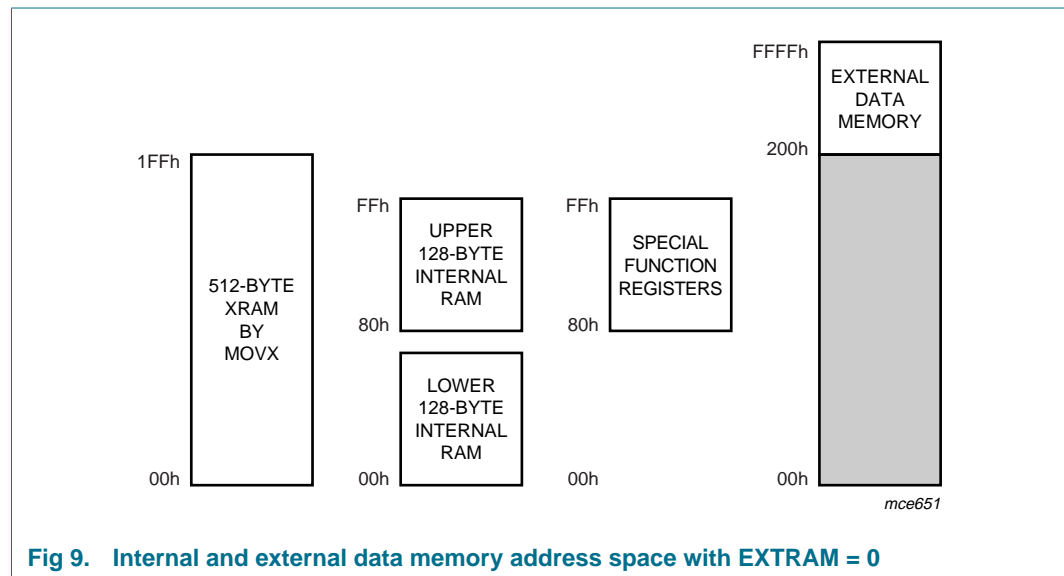 1FFh
512-BYTE
XRAM
BY
MOVX
00h
FFh
UPPER
128-BYTE
INTERNAL
RAM
80h
LOWER
128-BYTE
INTERNAL
RAM
00h
FFh
SPECIAL
FUNCTION
REGISTERS
80h
00h
FFFFh
EXTERNAL
DATA
MEMORY
200h
00h
mce651
Fig 9. Internal and external data memory address space with EXTRAM = 0